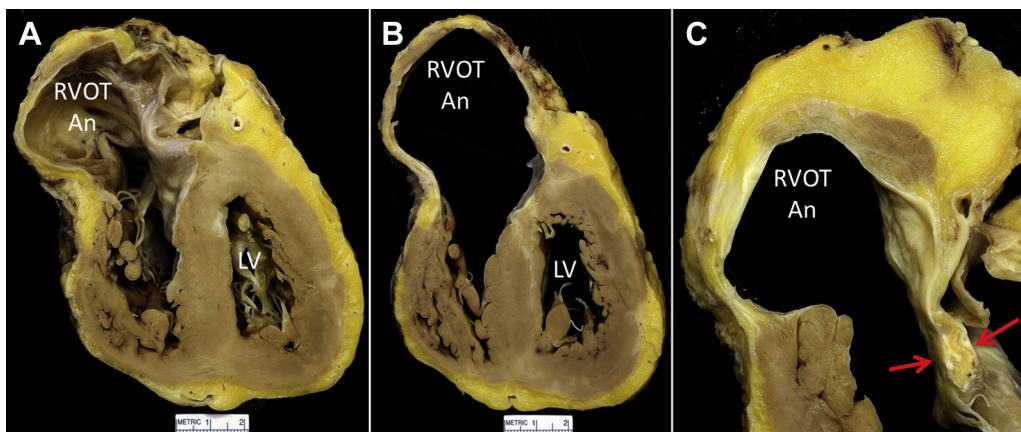 A
RVOT
An
LV
METRIC 1 2
B
RVOT
An
LV
METRIC 1 2
C
RVOT
An